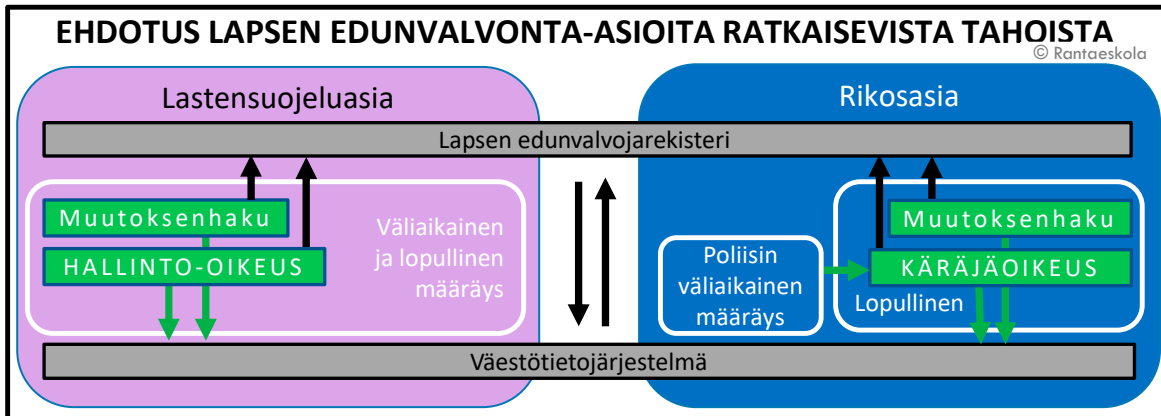 EHDOTUS LAPSEN EDUNVALVONTA-ASIOITA RATKAISEVISTA TAHOISTA
© Rantaeskola
Lastensuojeluasia
Rikosasia
Lapsen edunvalvojarekisteri
Muutoksenhaku
HALLINTO-OIKEUS
Väliaikainen
ja lopullinen
määräys
Poliisin
väliaikainen
määräys
Muutoksenhaku
KÄRÄJÄOIKEUS
Lopullinen
Väestötietojärjestelmä